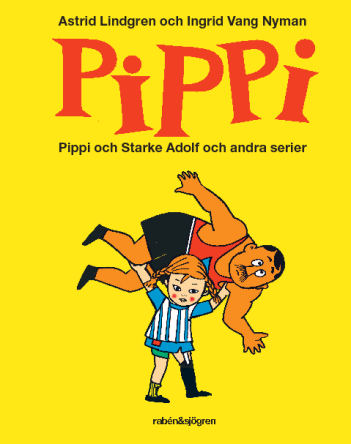 Astrid Lindgren och Ingrid Vang Nyman
PiPPi
Pippi och Starke Adolf och andra serier
rabén&sjögren